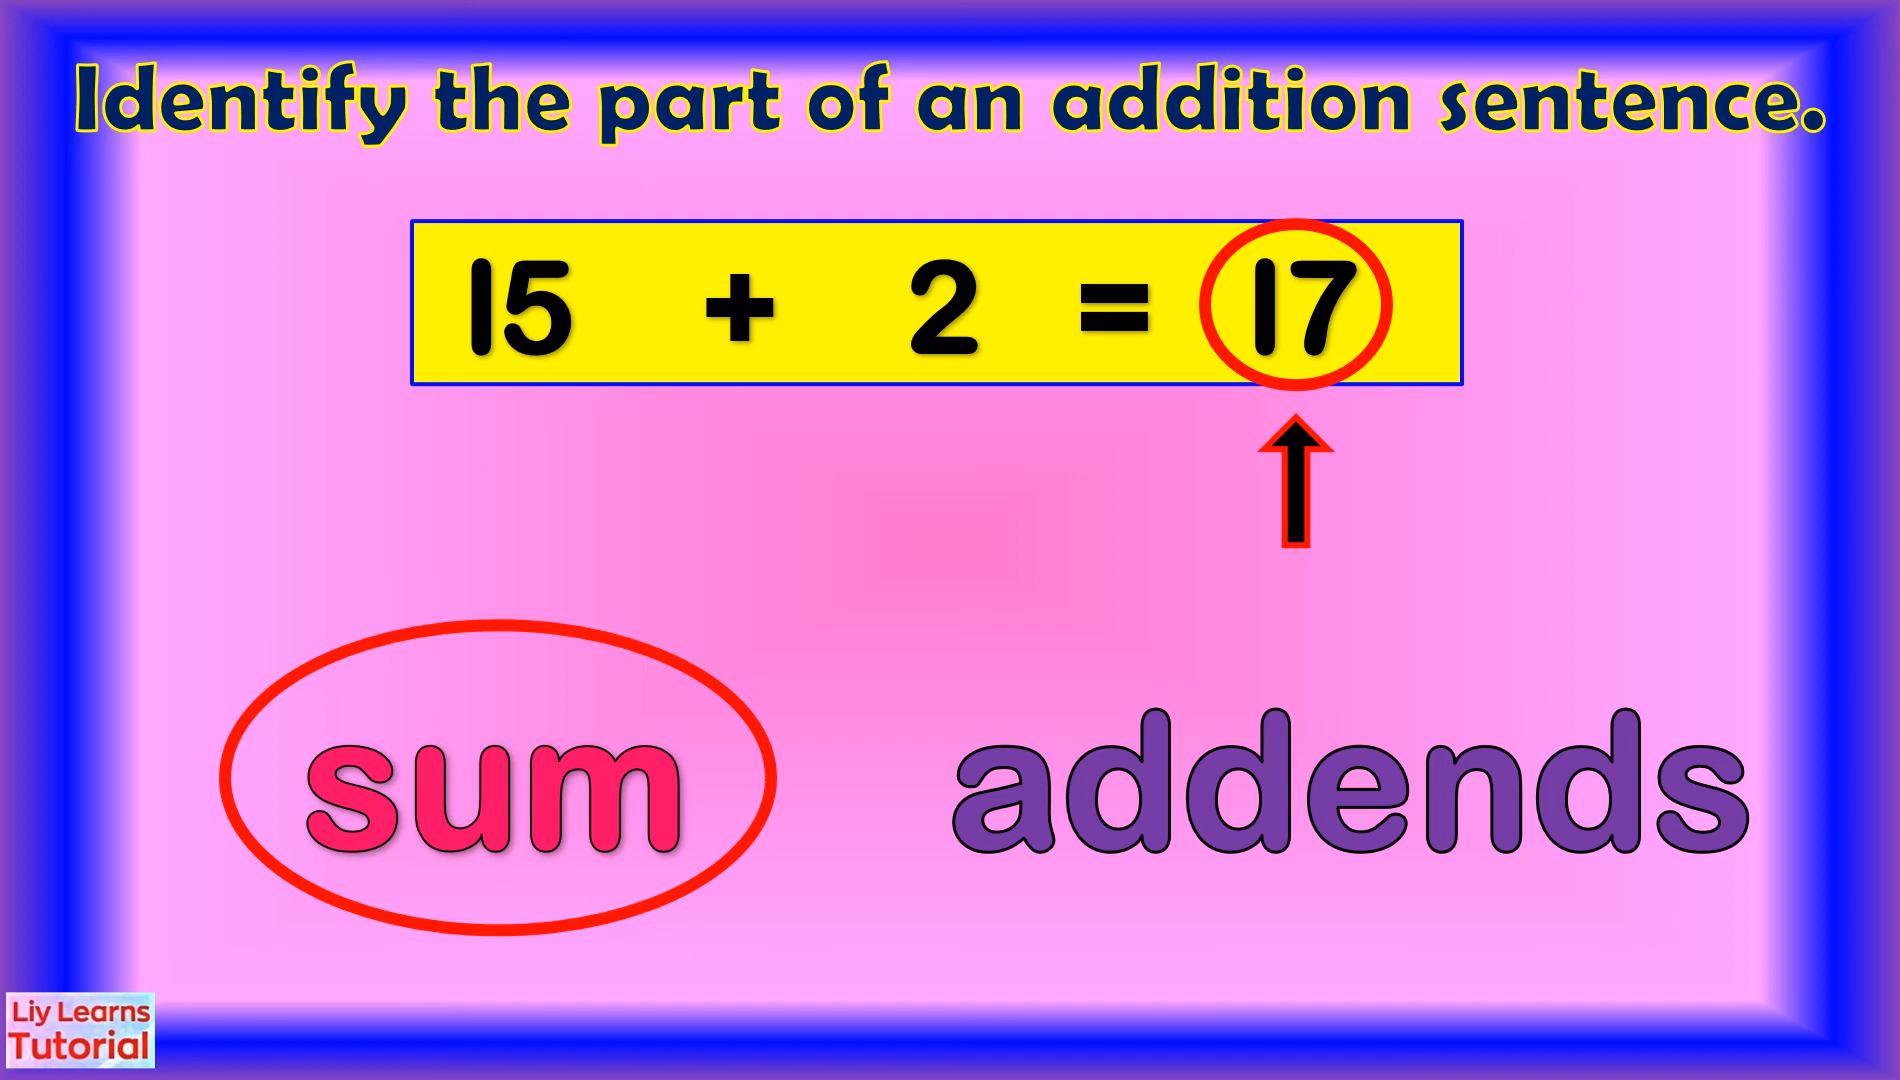 Identify the part of an addition sentence.
15 + 2 = 17
sum addends
Liy Learns
Tutorial